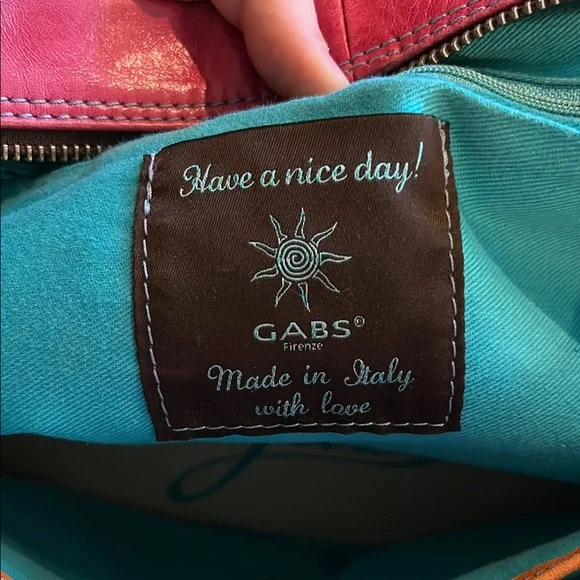 Have a nice day!
GABS®
Firenze
Made in Italy
with love